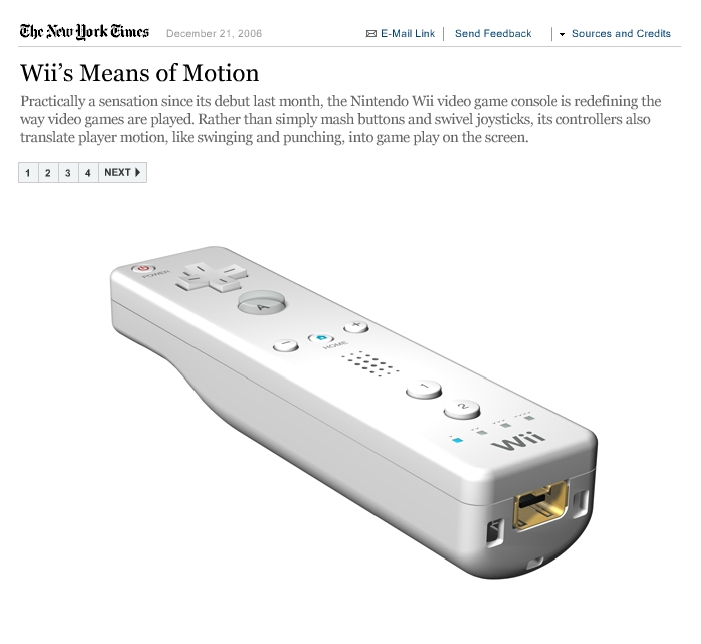 The New York Times December 21, 2006 E-Mail Link Send Feedback Sources and Credits
Wii's Means of Motion
Practically a sensation since its debut last month, the Nintendo Wii video game console is redefining the
way video games are played. Rather than simply mash buttons and swivel joysticks, its controllers also
translate player motion, like swinging and punching, into game play on the screen.
1 2 3 4 NEXT
POWER
A
HOME
1
2
Wii